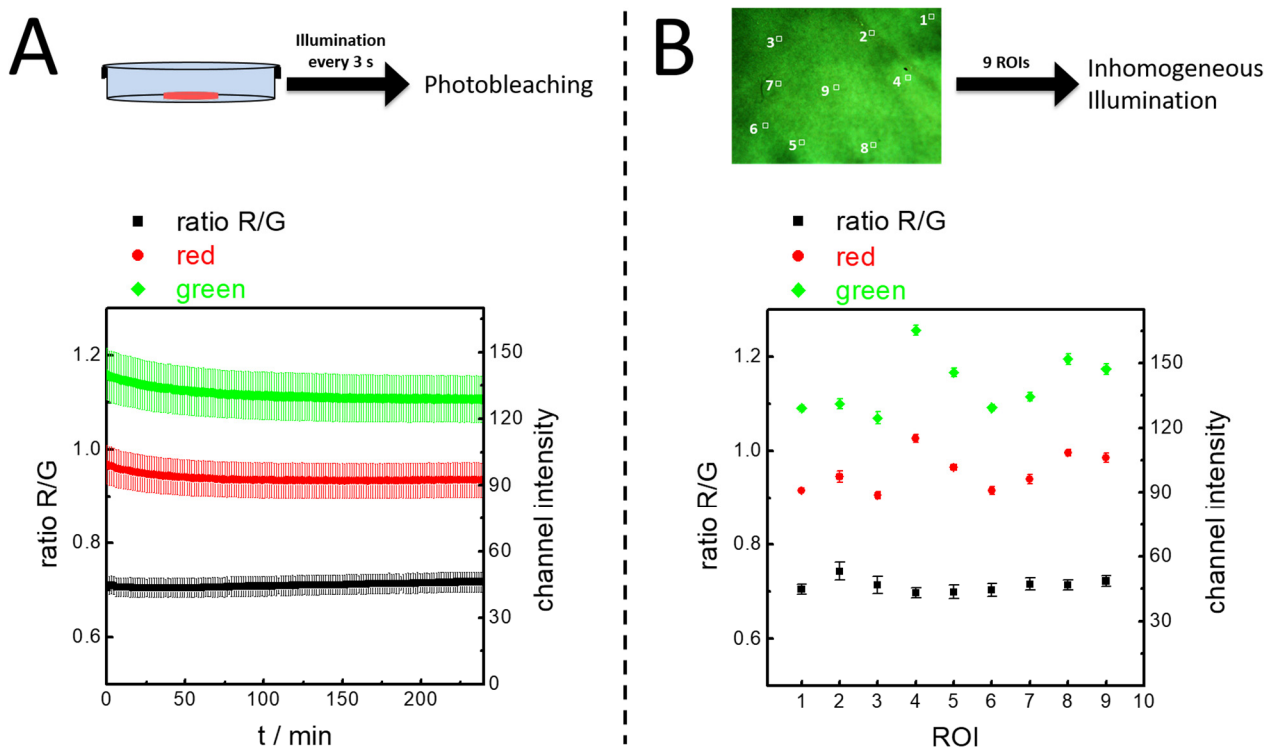 A
Illumination
every 3 s
Photobleaching
ratio R/G
red
green
1.2
1.0
0.8
0.6
ratio R/G
150
120
90
60
30
0
channel intensity
0 50 100 150 200
t / min
B
1
2
3
4
7
9
6
5
8
9 ROIs
Inhomogeneous
Illumination
ratio R/G
red
green
1.2
1.0
0.8
0.6
ratio R/G
150
120
90
60
30
channel intensity
1 2 3 4 5 6 7 8 9 10
ROI